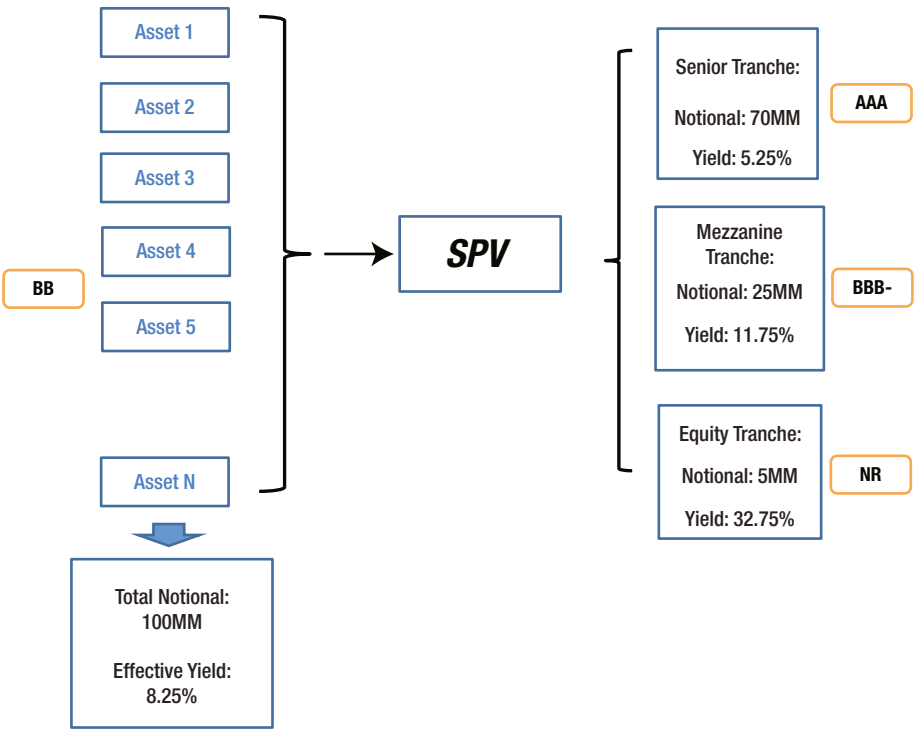 Asset 1
Asset 2
Asset 3
Asset 4
Asset 5
Asset N
BB
Total Notional:
100MM
Effective Yield:
8.25%
SPV
Senior Tranche:
Notional: 70MM
Yield: 5.25%
AAA
Mezzanine
Tranche:
Notional: 25MM
Yield: 11.75%
BBB-
Equity Tranche:
Notional: 5MM
Yield: 32.75%
NR